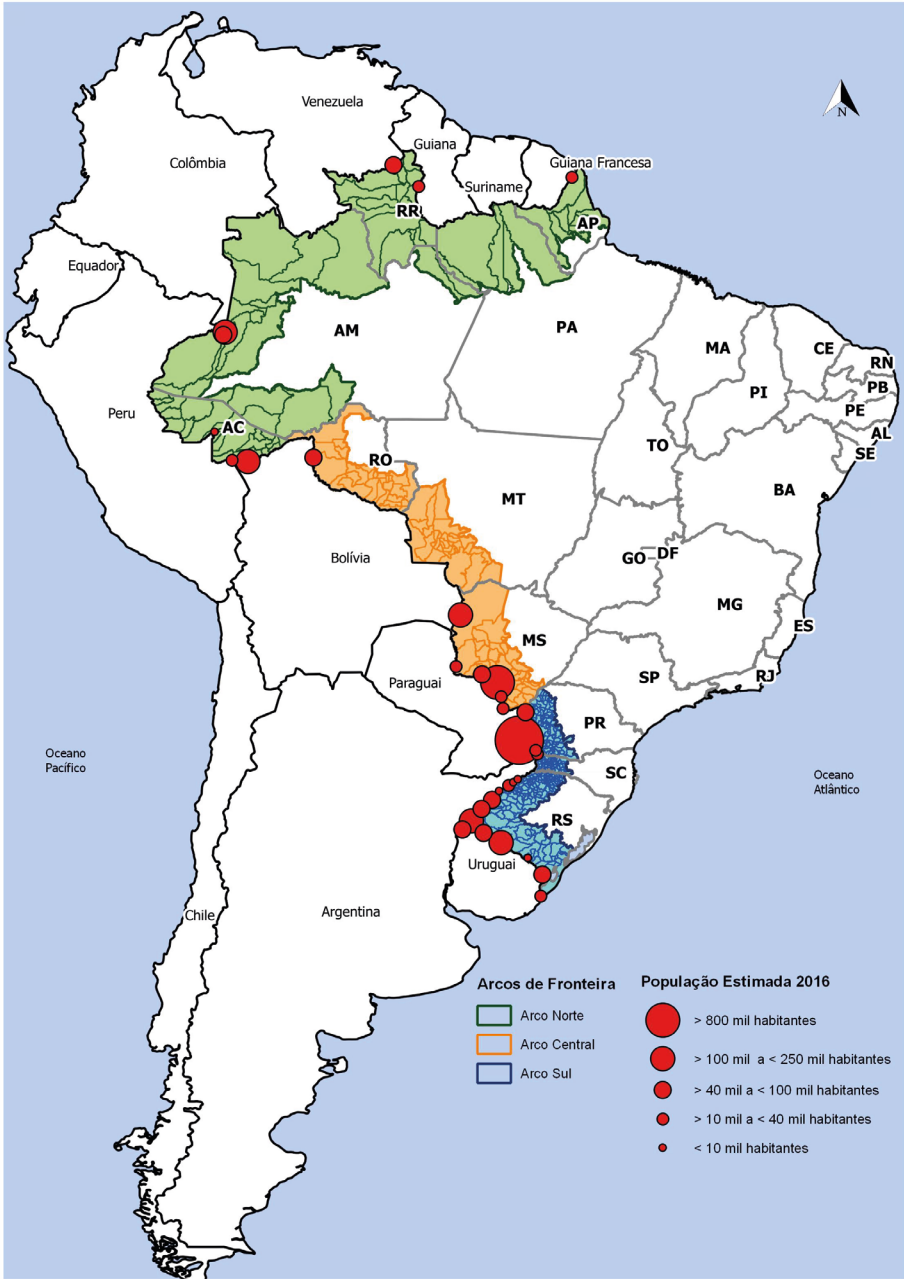 Venezuela
Guiana
Colômbia
Guiana Francesa
Suriname
RR
AP
Equador
AM
PA
MA
CE
RN
PB
PI
PE
AL
SE
Peru
AC
TO
RO
BA
MT
Bolívia
GO
DF
MG
ES
MS
SP
RJ
Paraguai
PR
Oceano
Pacífico
SC
Oceano
Atlântico
RS
Uruguai
Chile
Argentina
N
Arcos de Fronteira
Arco Norte
Arco Central
Arco Sul
População Estimada 2016
> 800 mil habitantes
> 100 mil a < 250 mil habitantes
> 40 mil a < 100 mil habitantes
> 10 mil a < 40 mil habitantes
< 10 mil habitantes